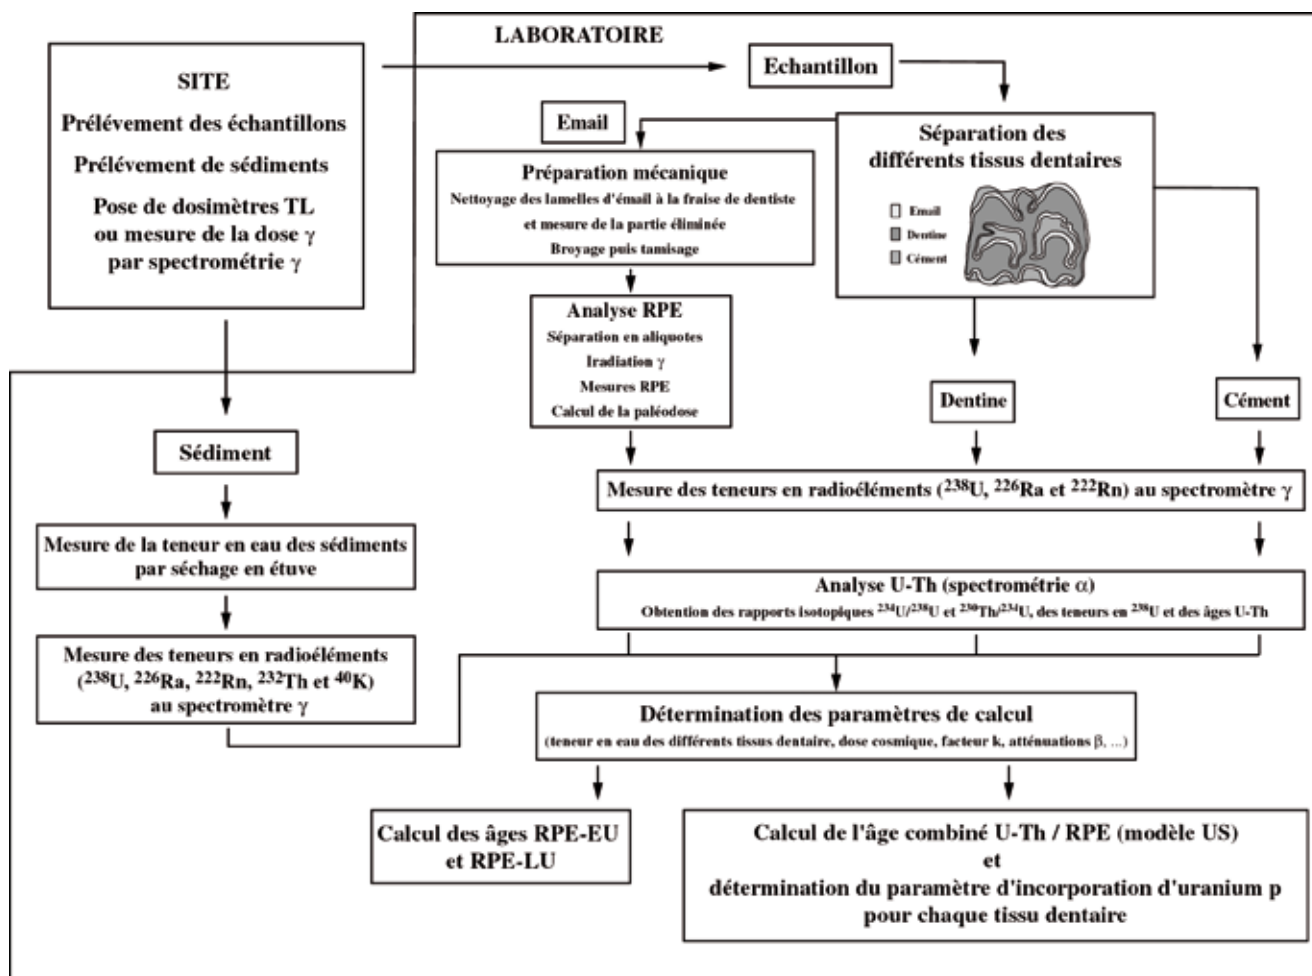 LABORATOIRE
SITE
Prélévement des échantillons
Prélévement de sédiments
Pose de dosimètres TL
ou mesure de la dose γ
par spectrométrie γ
Echantillon
Email
Séparation des
différents tissus dentaires
Email
Dentine
Cément
Préparation mécanique
Nettoyage des lamelles d'émail à la fraise de dentiste
et mesure de la partie éliminée
Broyage puis tamisage
Analyse RPE
Séparation en aliquotes
Iradiation γ
Mesures RPE
Calcul de la paléodose
Dentine
Cément
Sédiment
Mesure des teneurs en radioéléments (²³⁸U, ²²⁶Ra et ²²²Rn) au spectromètre γ
Mesure de la teneur en eau des sédiments
par séchage en étuve
Analyse U-Th (spectrométrie α)
Obtention des rapports isotopiques ²³⁴U/²³⁸U et ²³⁰Th/²³⁴U, des teneurs en ²³⁸U et des âges U-Th
Mesure des teneurs en radioéléments
(²³⁸U, ²²⁶Ra, ²²²Rn, ²³²Th et ⁴⁰K)
au spectromètre γ
Détermination des paramètres de calcul
(teneur en eau des différents tissus dentaire, dose cosmique, facteur k, atténuations β, ...)
Calcul des âges RPE-EU
et RPE-LU
Calcul de l'âge combiné U-Th / RPE (modèle US)
et
détermination du paramètre d'incorporation d'uranium p
pour chaque tissu dentaire